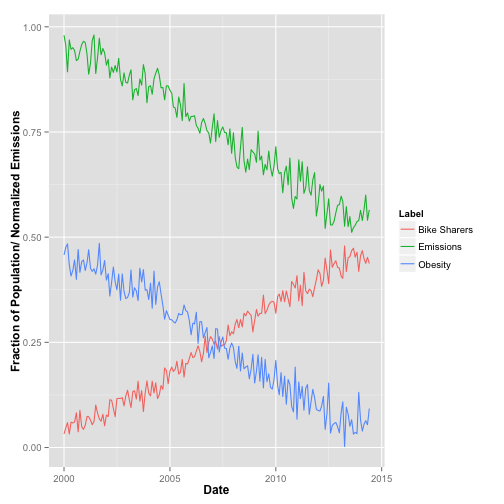 Fraction of Population/ Normalized Emissions
1.00
0.75
0.50
0.25
0.00
2000
2005
2010
2015
Date
Label
Bike Sharers
Emissions
Obesity